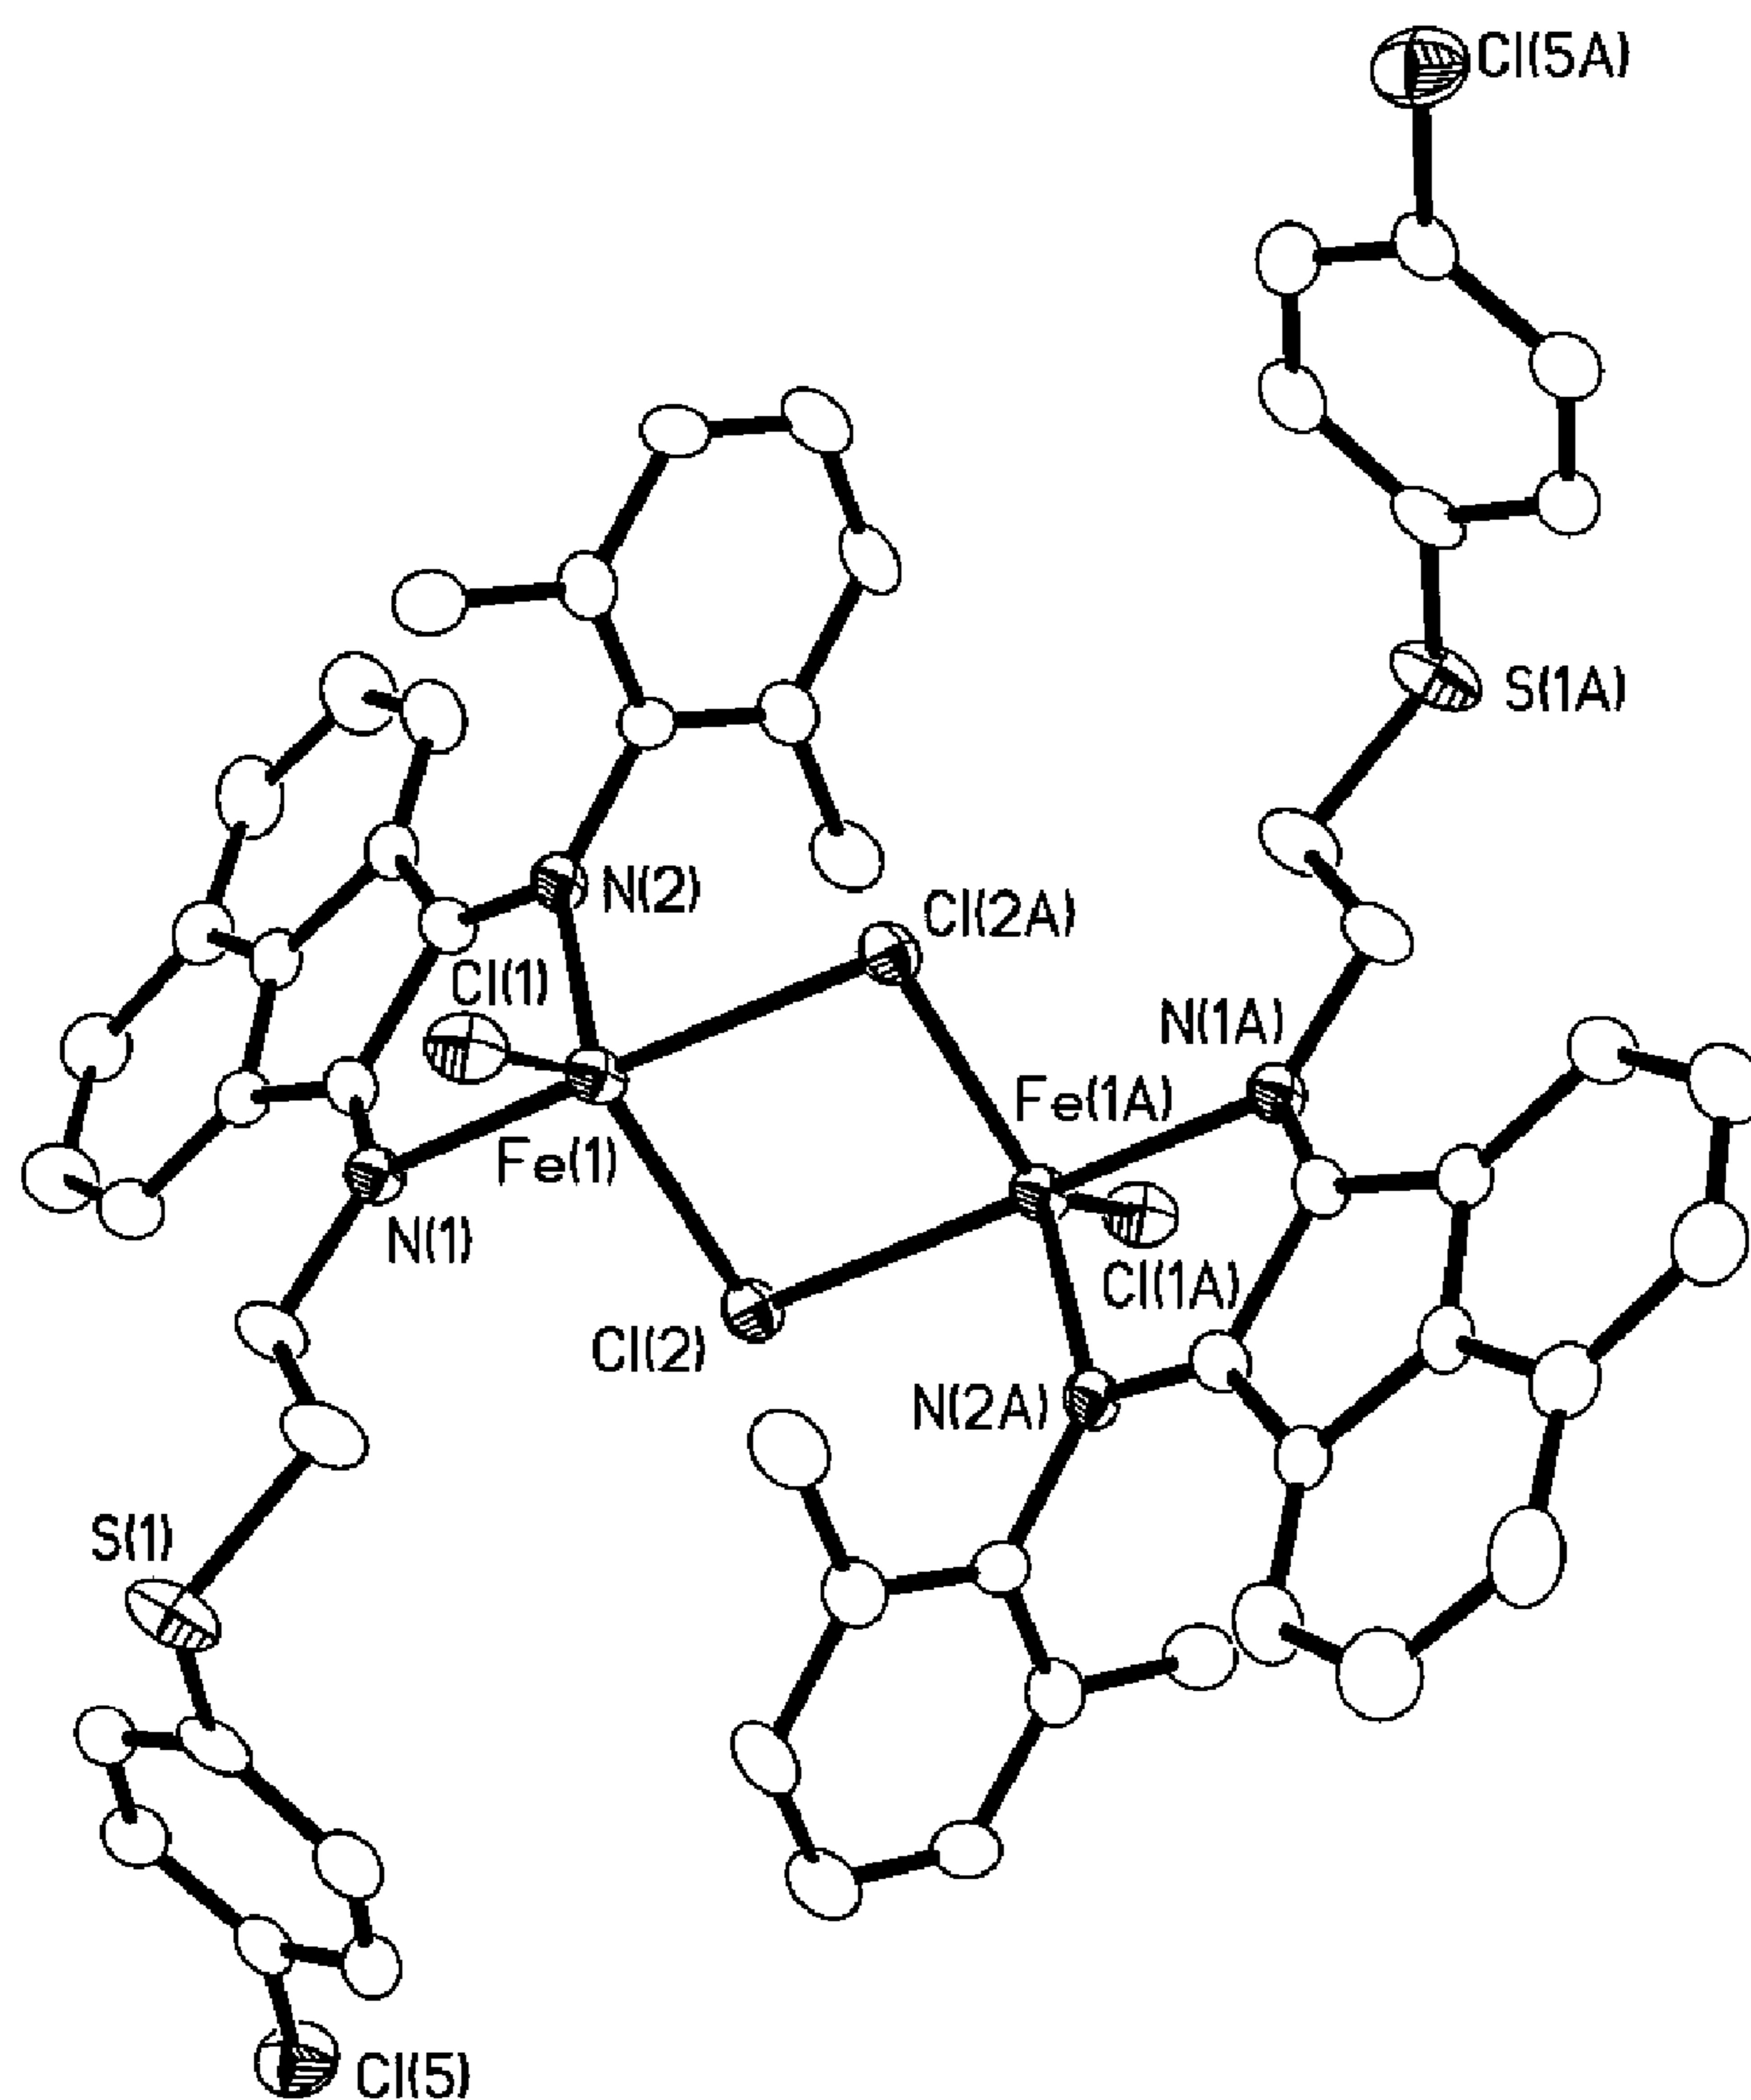 Cl(5A)
S(1A)
N(2)
Cl(2A)
Cl(1)
N(1A)
Fe(1A)
Fe(1)
N(1)
Cl(1A)
Cl(2)
N(2A)
S(1)
Cl(5)